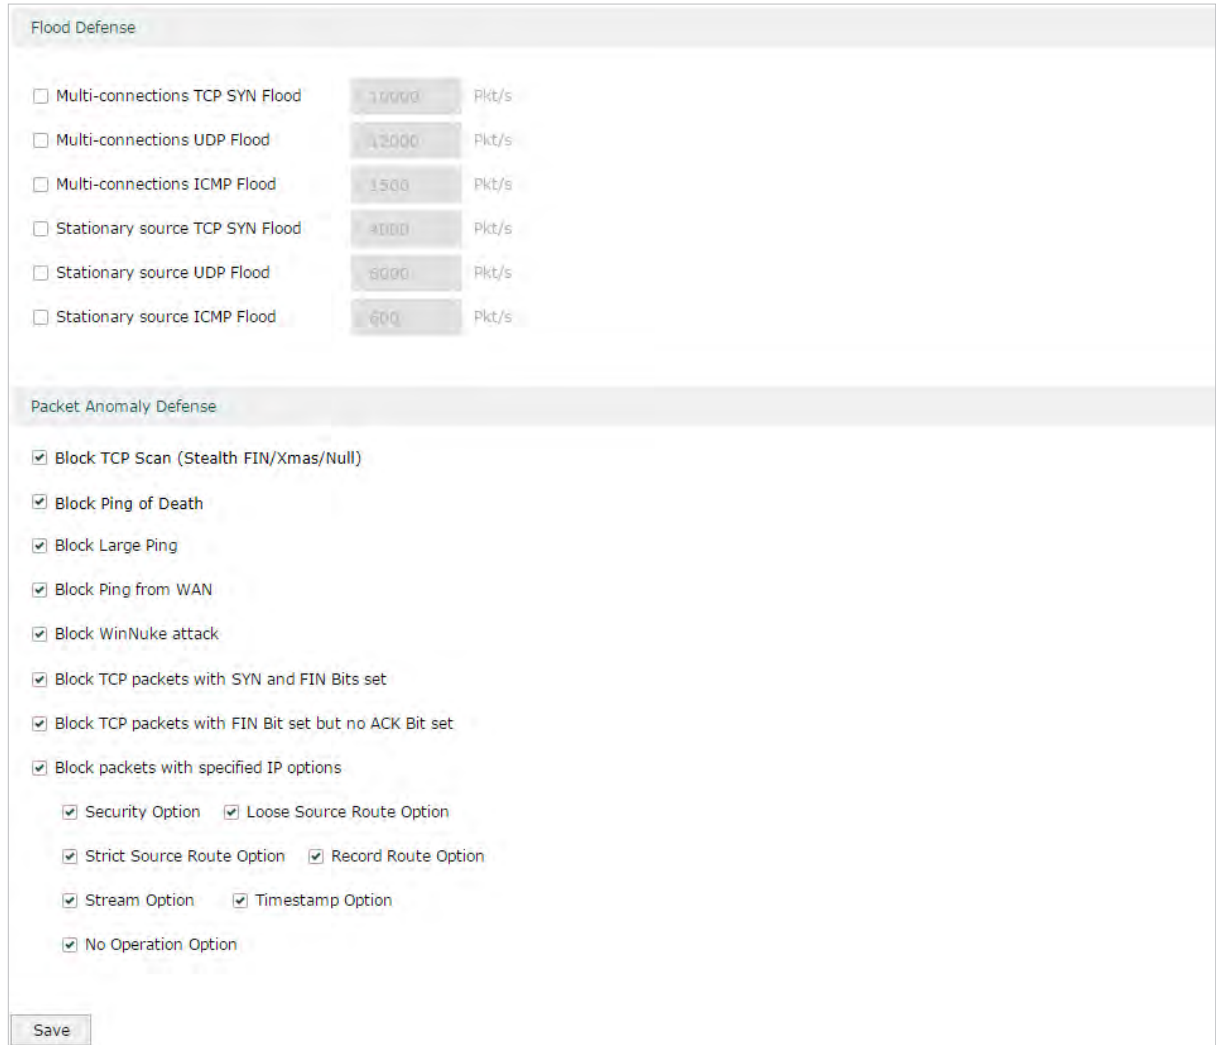 Flood Defense
Multi-connections TCP SYN Flood 10000 Pkt/s
Multi-connections UDP Flood 12000 Pkt/s
Multi-connections ICMP Flood 1500 Pkt/s
Stationary source TCP SYN Flood 4000 Pkt/s
Stationary source UDP Flood 6000 Pkt/s
Stationary source ICMP Flood 600 Pkt/s
Packet Anomaly Defense
Block TCP Scan (Stealth FIN/Xmas/Null)
Block Ping of Death
Block Large Ping
Block Ping from WAN
Block WinNuke attack
Block TCP packets with SYN and FIN Bits set
Block TCP packets with FIN Bit set but no ACK Bit set
Block packets with specified IP options
Security Option Loose Source Route Option
Strict Source Route Option Record Route Option
Stream Option Timestamp Option
No Operation Option
Save